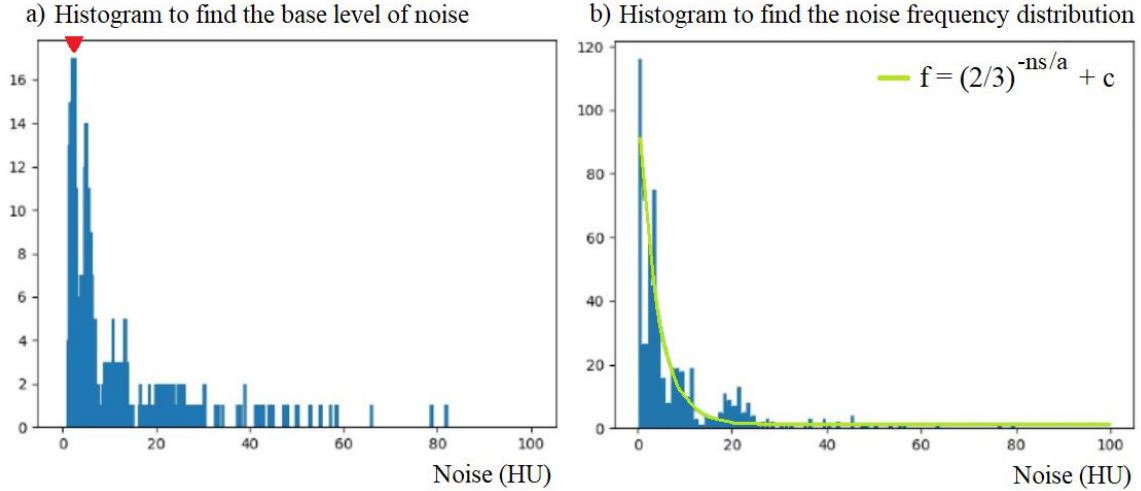 a) Histogram to find the base level of noise
16
14
12
10
8
6
4
2
0
0 20 40 60 80 100
Noise (HU)
b) Histogram to find the noise frequency distribution
f = (2/3)^-ns/a + c
120
100
80
60
40
20
0
0 20 40 60 80 100
Noise (HU)